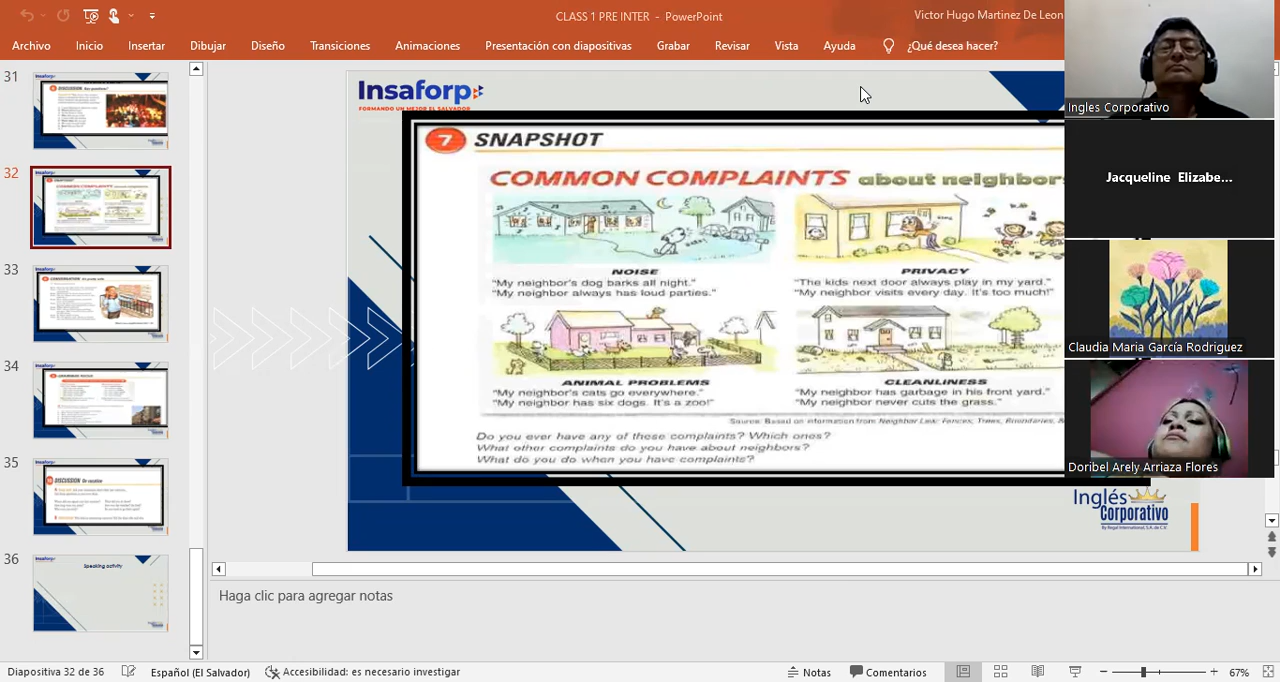 CLASS 1 PRE INTER - PowerPoint
Victor Hugo Martinez De Leon
Archivo Inicio Insertar Dibujar Diseño Transiciones Animaciones Presentación con diapositivas Grabar Revisar Vista Ayuda ¿Qué desea hacer?
31
32
33
34
35
36
Speaking activity
Insaforp
FORMANDO UN MEJOR EL SALVADOR
7 SNAPSHOT
COMMON COMPLAINTS about neighbors
NOISE
"My neighbor's dog barks all night."
"My neighbor always has loud parties."
PRIVACY
"The kids next door always play in my yard."
"My neighbor visits every day. It's too much!"
ANIMAL PROBLEMS
"My neighbor's cats go everywhere."
"My neighbor has six dogs. It's a zoo!"
CLEANLINESS
"My neighbor has garbage in his front yard."
"My neighbor never cuts the grass."
Source: Based on information from Neighbor Law: Fences, Trees, Boundaries, &
Do you ever have any of these complaints? Which ones?
What other complaints do you have about neighbors?
What do you do when you have complaints?
Inglés
Corporativo
By Regal International, S.A. de C.V.
Ingles Corporativo
Jacqueline Elizabe...
Claudia Maria García Rodriguez
Doribel Arely Arriaza Flores
Haga clic para agregar notas
Diapositiva 32 de 36 Español (El Salvador) Accesibilidad: es necesario investigar Notas Comentarios 67%